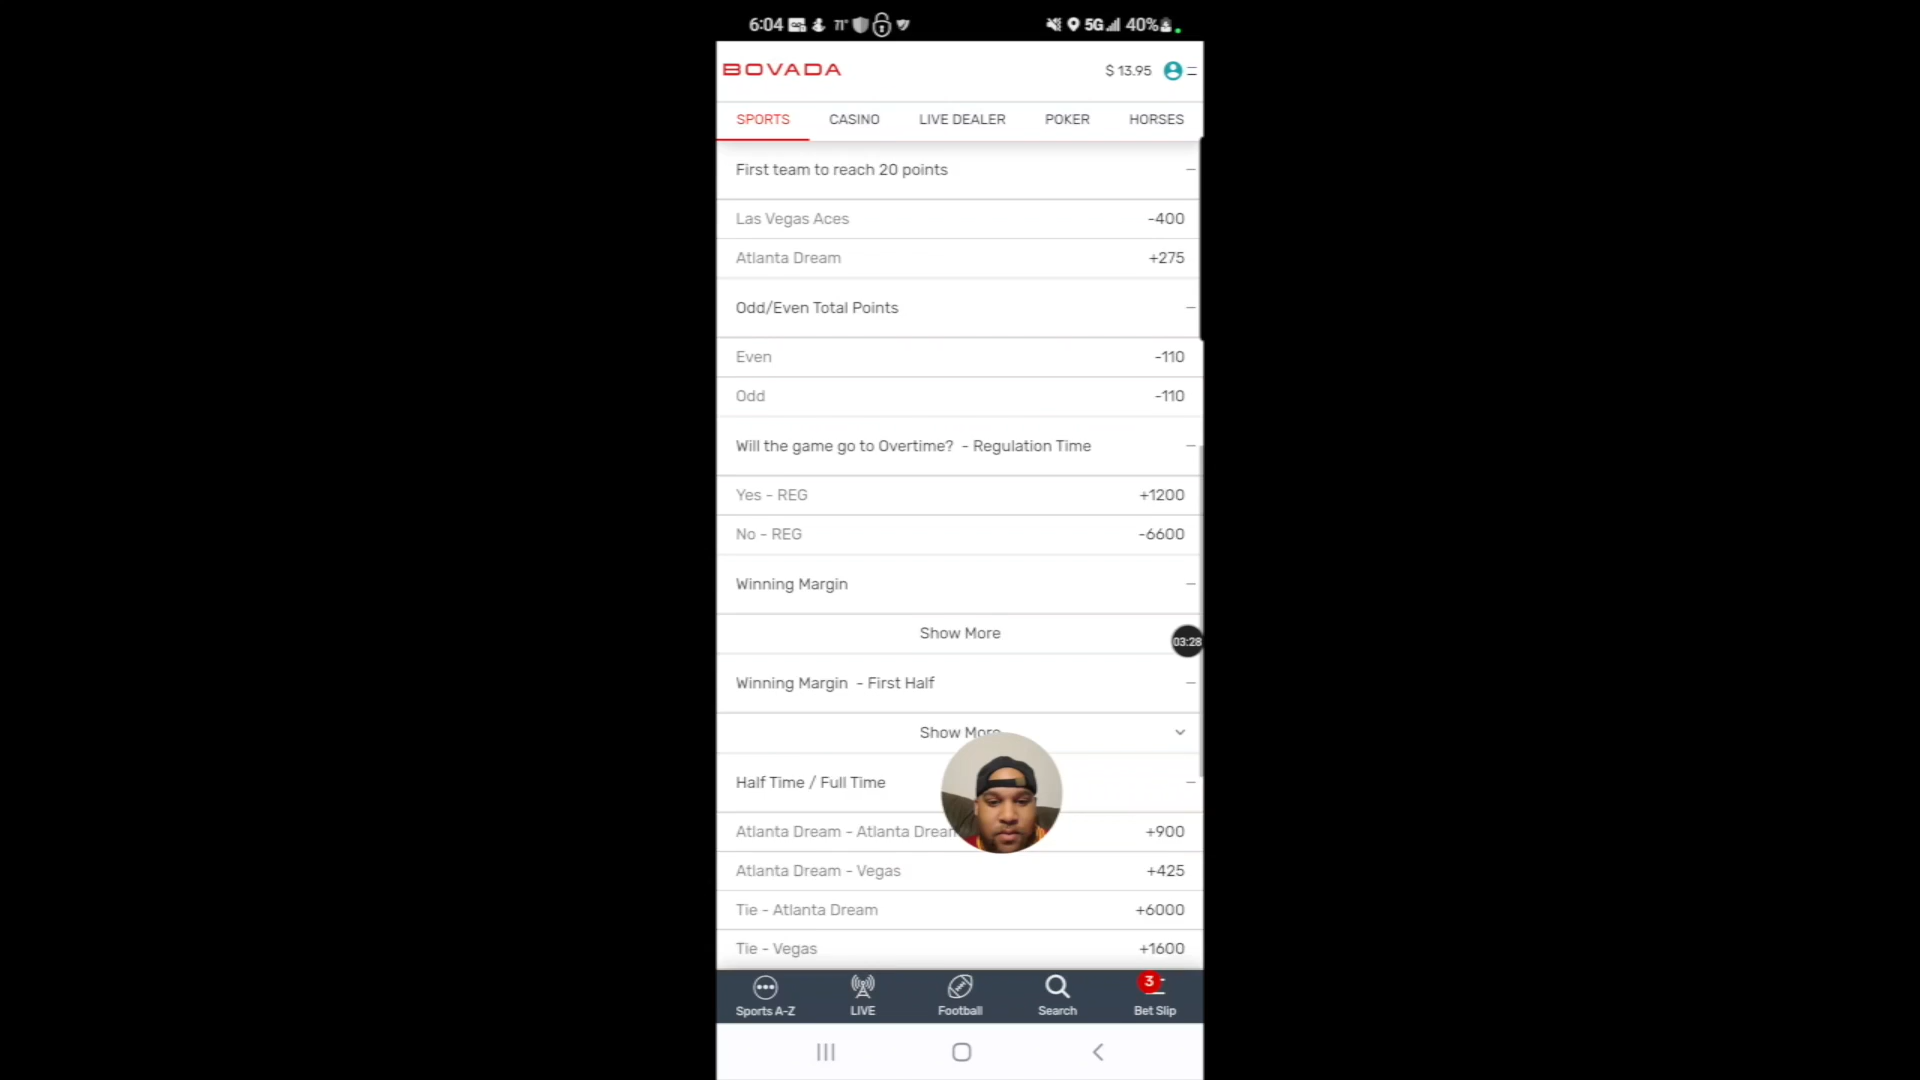 6:04 71° 5G 40%
BOVADA $ 13.95
SPORTS CASINO LIVE DEALER POKER HORSES
First team to reach 20 points
Las Vegas Aces -400
Atlanta Dream +275
Odd/Even Total Points
Even -110
Odd -110
Will the game go to Overtime? - Regulation Time
Yes - REG +1200
No - REG -6600
Winning Margin
Show More
03:28
Winning Margin - First Half
Show More
Half Time / Full Time
Atlanta Dream - Atlanta Dream +900
Atlanta Dream - Vegas +425
Tie - Atlanta Dream +6000
Tie - Vegas +1600
3
Sports A-Z LIVE Football Search Bet Slip